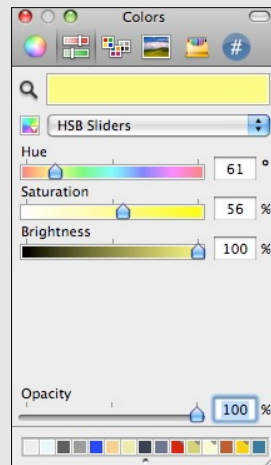 Colors
#
HSB Sliders
Hue
61 °
Saturation
56 %
Brightness
100 %
Opacity
100 %